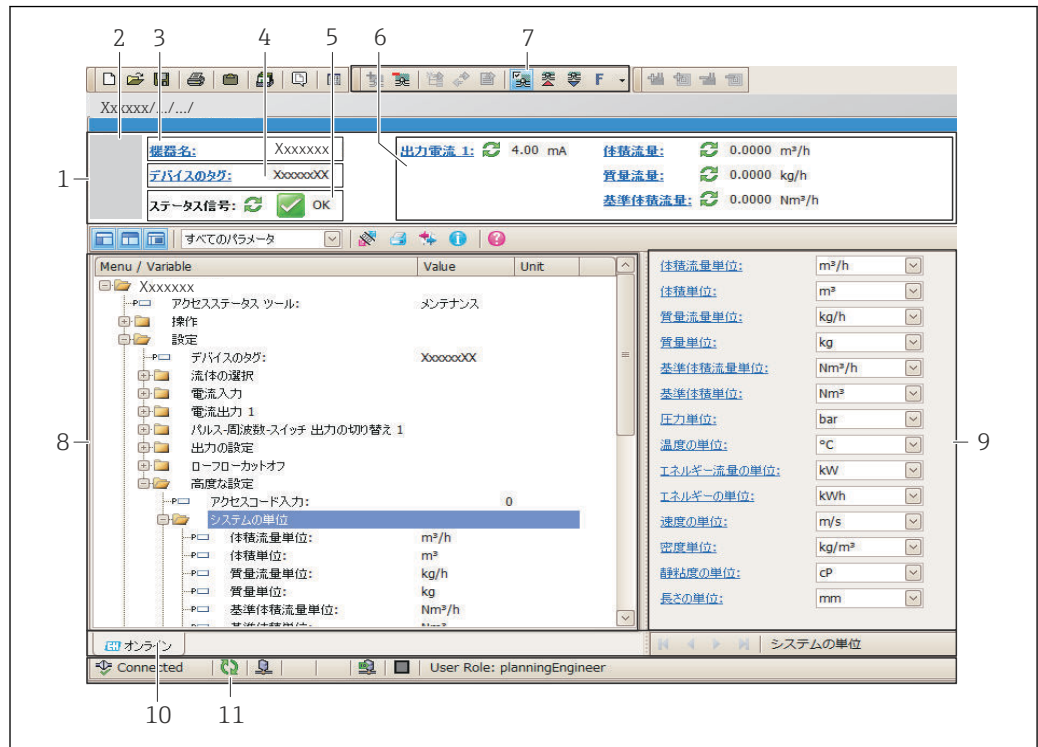 2 3 4 5 6 7
F
Xxxxxx/../../
1
機器名: Xxxxxxx
デバイスのタグ: XxxxxxXX
ステータス信号: OK
出力電流 1: 4.00 mA
体積流量: 0.0000 m³/h
質量流量: 0.0000 kg/h
基準体積流量: 0.0000 Nm³/h
すべてのパラメータ
8
Menu / Variable Value Unit
Xxxxxxx
アクセスステータス ツール: メンテナンス
操作
設定
デバイスのタグ: XxxxxxXX
流体の選択
電流入力
電流出力 1
パルス-周波数-スイッチ 出力の切り替え 1
出力の設定
ローフローカットオフ
高度な設定
アクセスコード入力: 0
システムの単位
体積流量単位: m³/h
体積単位: m³
質量流量単位: kg/h
質量単位: kg
基準体積流量単位: Nm³/h
体積流量単位: m³/h
体積単位: m³
質量流量単位: kg/h
質量単位: kg
基準体積流量単位: Nm³/h
基準体積単位: Nm³
圧力単位: bar
温度の単位: °C
エネルギー流量の単位: kW
エネルギーの単位: kWh
速度の単位: m/s
密度単位: kg/m³
静粘度の単位: cP
長さの単位: mm
9
オンライン
システムの単位
Connected
User Role: planningEngineer
10 11